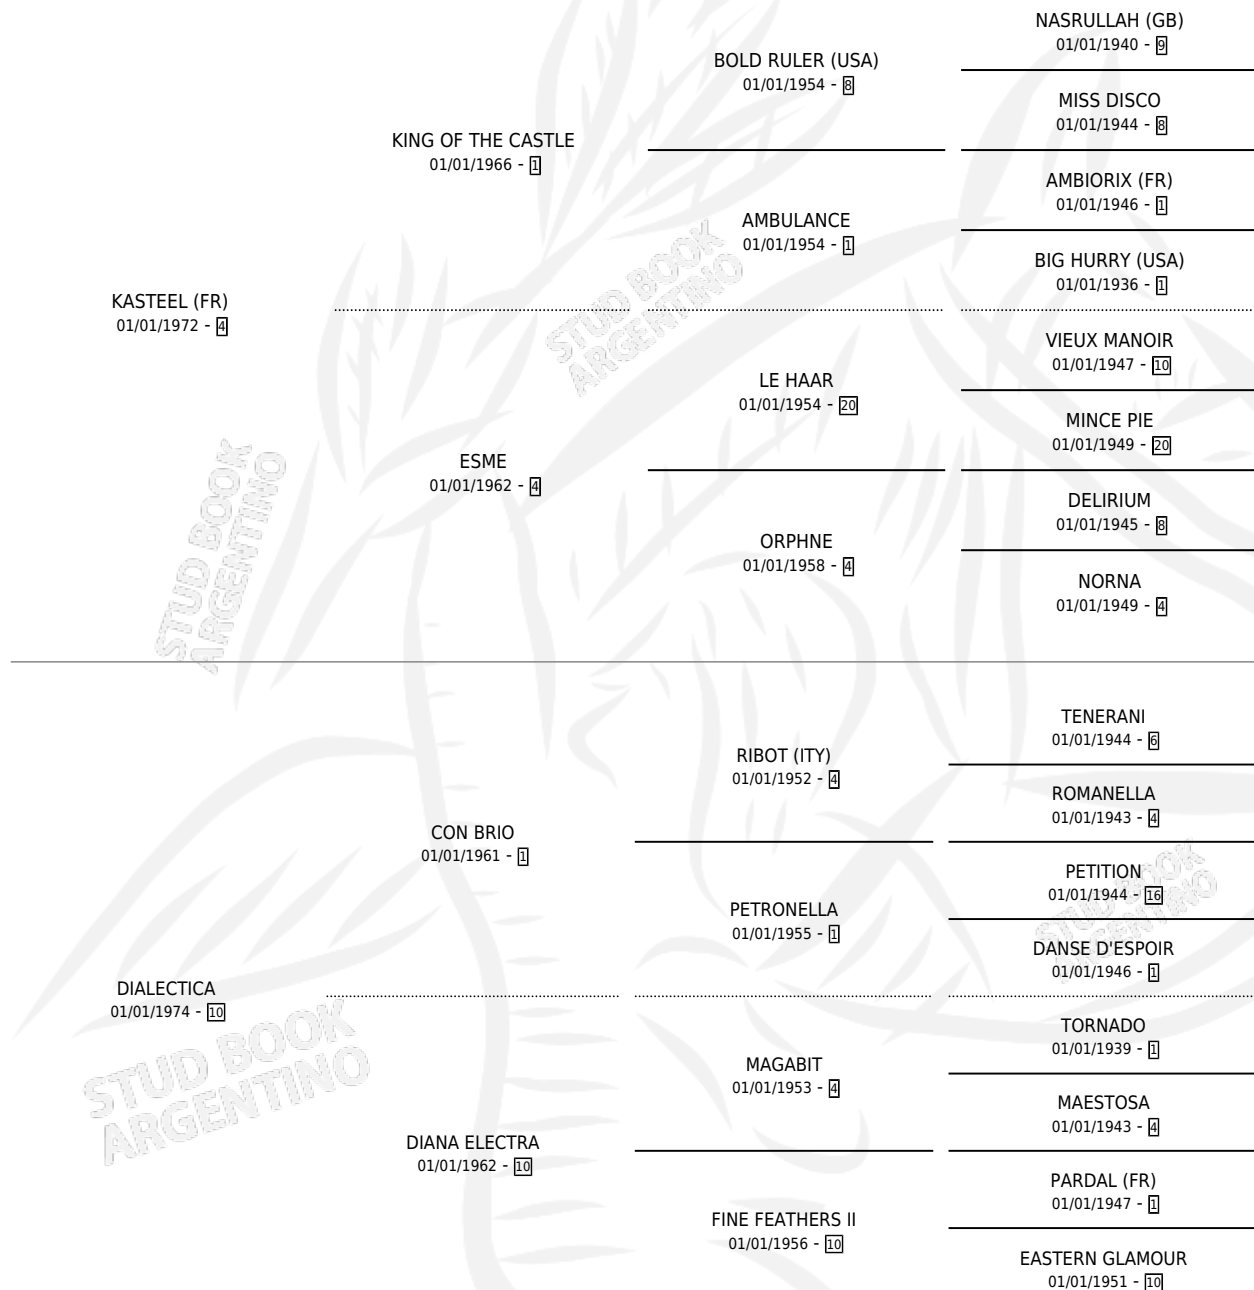 NASRULLAH (GB)
01/01/1940 - 9
BOLD RULER (USA)
01/01/1954 - 8
MISS DISCO
01/01/1944 - 8
KING OF THE CASTLE
01/01/1966 - 1
AMBIORIX (FR)
01/01/1946 - 1
AMBULANCE
01/01/1954 - 1
BIG HURRY (USA)
01/01/1936 - 1
KASTEEL (FR)
01/01/1972 - 4
VIEUX MANOIR
01/01/1947 - 10
LE HAAR
01/01/1954 - 20
MINCE PIE
01/01/1949 - 20
ESME
01/01/1962 - 4
DELIRIUM
01/01/1945 - 8
ORPHNE
01/01/1958 - 4
NORNA
01/01/1949 - 4
STUD BOOK
ARGENTINO
STUD BOOK
ARGENTINO
TENERANI
01/01/1944 - 6
RIBOT (ITY)
01/01/1952 - 4
ROMANELLA
01/01/1943 - 4
CON BRIO
01/01/1961 - 1
PETITION
01/01/1944 - 16
PETRONELLA
01/01/1955 - 1
DANSE D'ESPOIR
01/01/1946 - 1
STUD BOOK
ARGENTINO
DIALECTICA
01/01/1974 - 10
TORNADO
01/01/1939 - 1
MAGABIT
01/01/1953 - 4
MAESTOSA
01/01/1943 - 4
DIANA ELECTRA
01/01/1962 - 10
PARDAL (FR)
01/01/1947 - 1
FINE FEATHERS II
01/01/1956 - 10
EASTERN GLAMOUR
01/01/1951 - 10
STUD BOOK
ARGENTINO